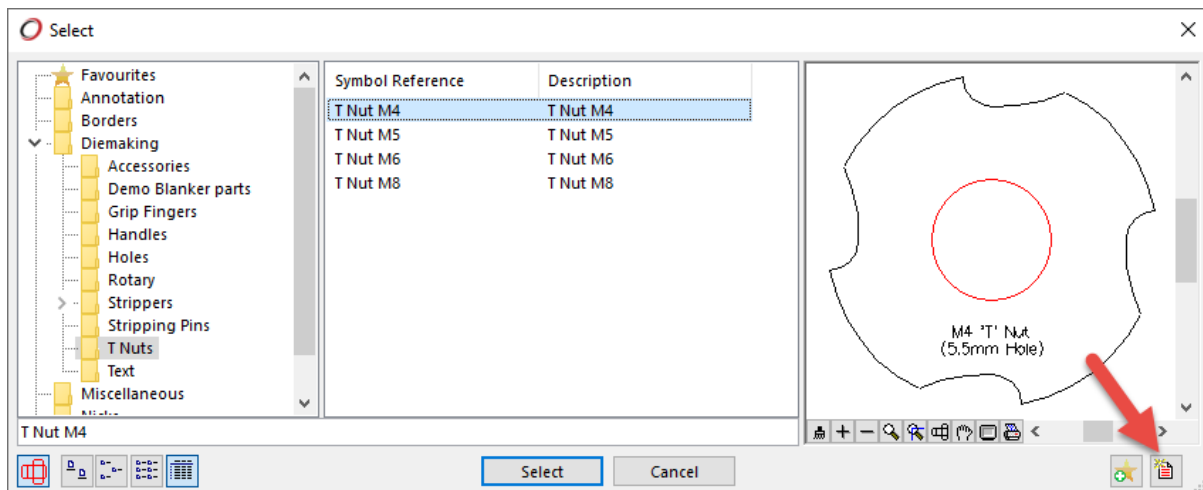 Select
Favourites
Annotation
Borders
Diemaking
Accessories
Demo Blanker parts
Grip Fingers
Handles
Holes
Rotary
Strippers
Stripping Pins
T Nuts
Text
Miscellaneous
Symbol Reference Description
T Nut M4 T Nut M4
T Nut M5 T Nut M5
T Nut M6 T Nut M6
T Nut M8 T Nut M8
M4 'T' Nut
(5.5mm Hole)
T Nut M4
Select Cancel